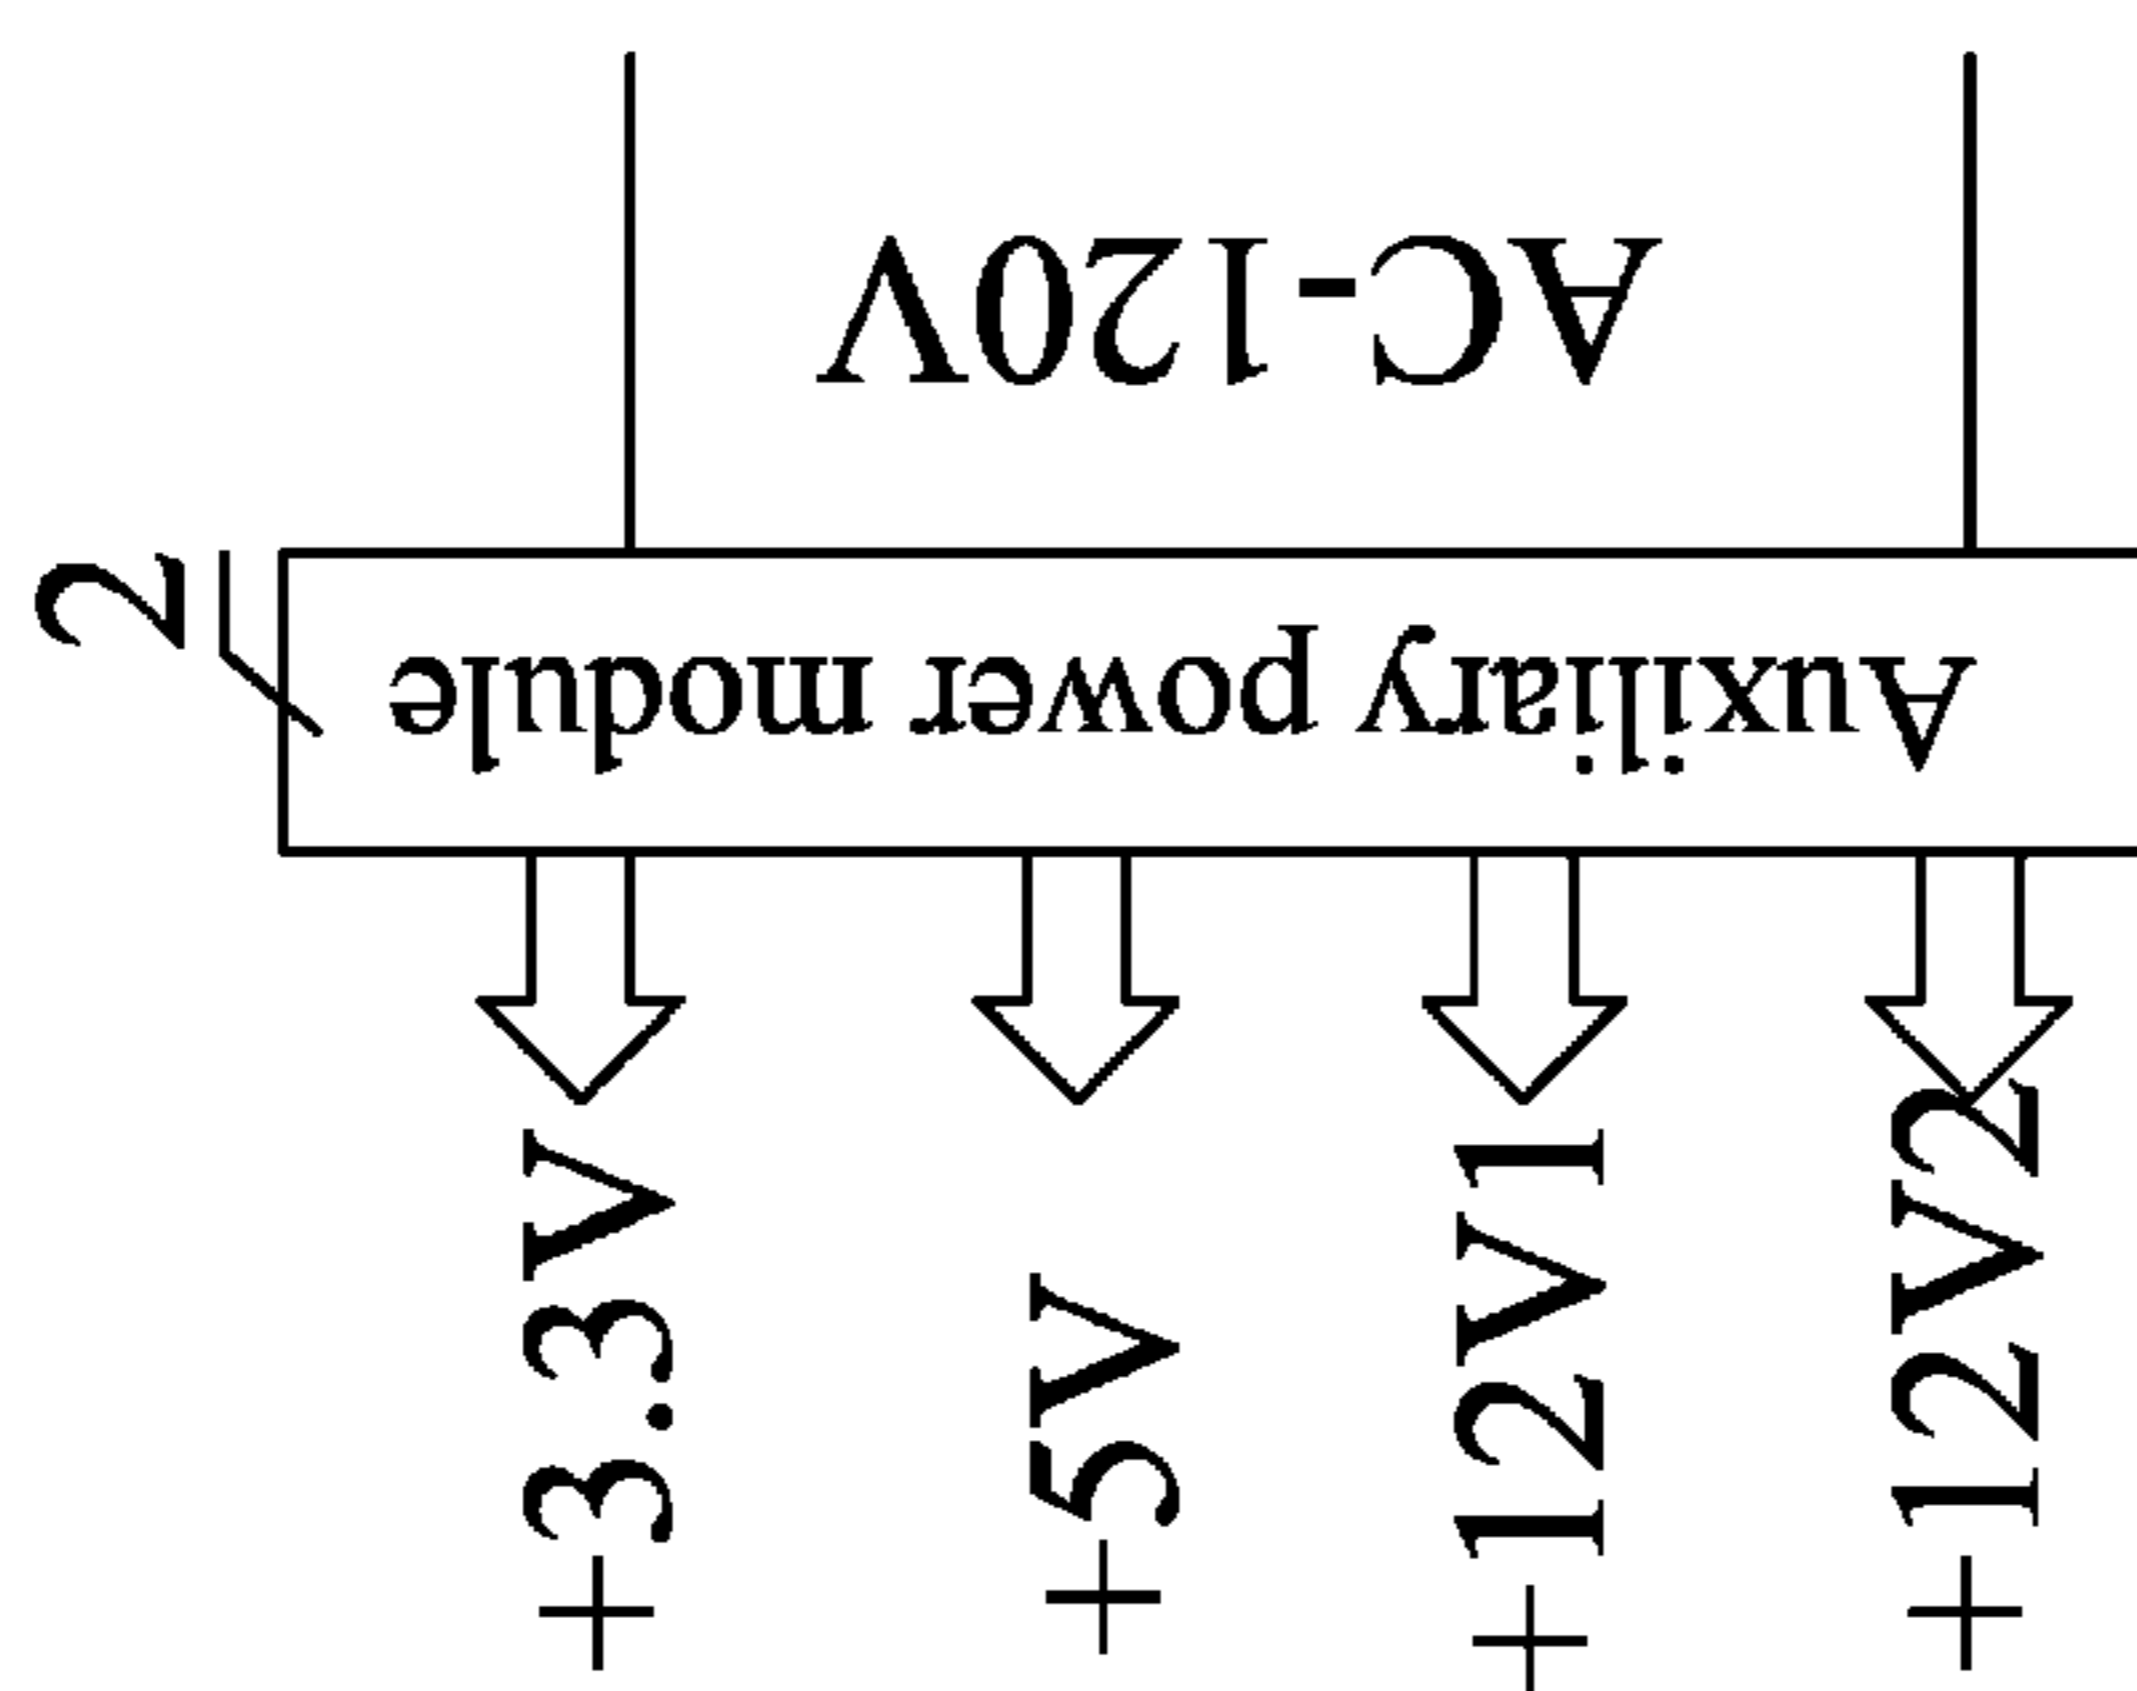 AC-120V
2
Auxiliary power module
+3.3V
+5V
+12V1
+12V2